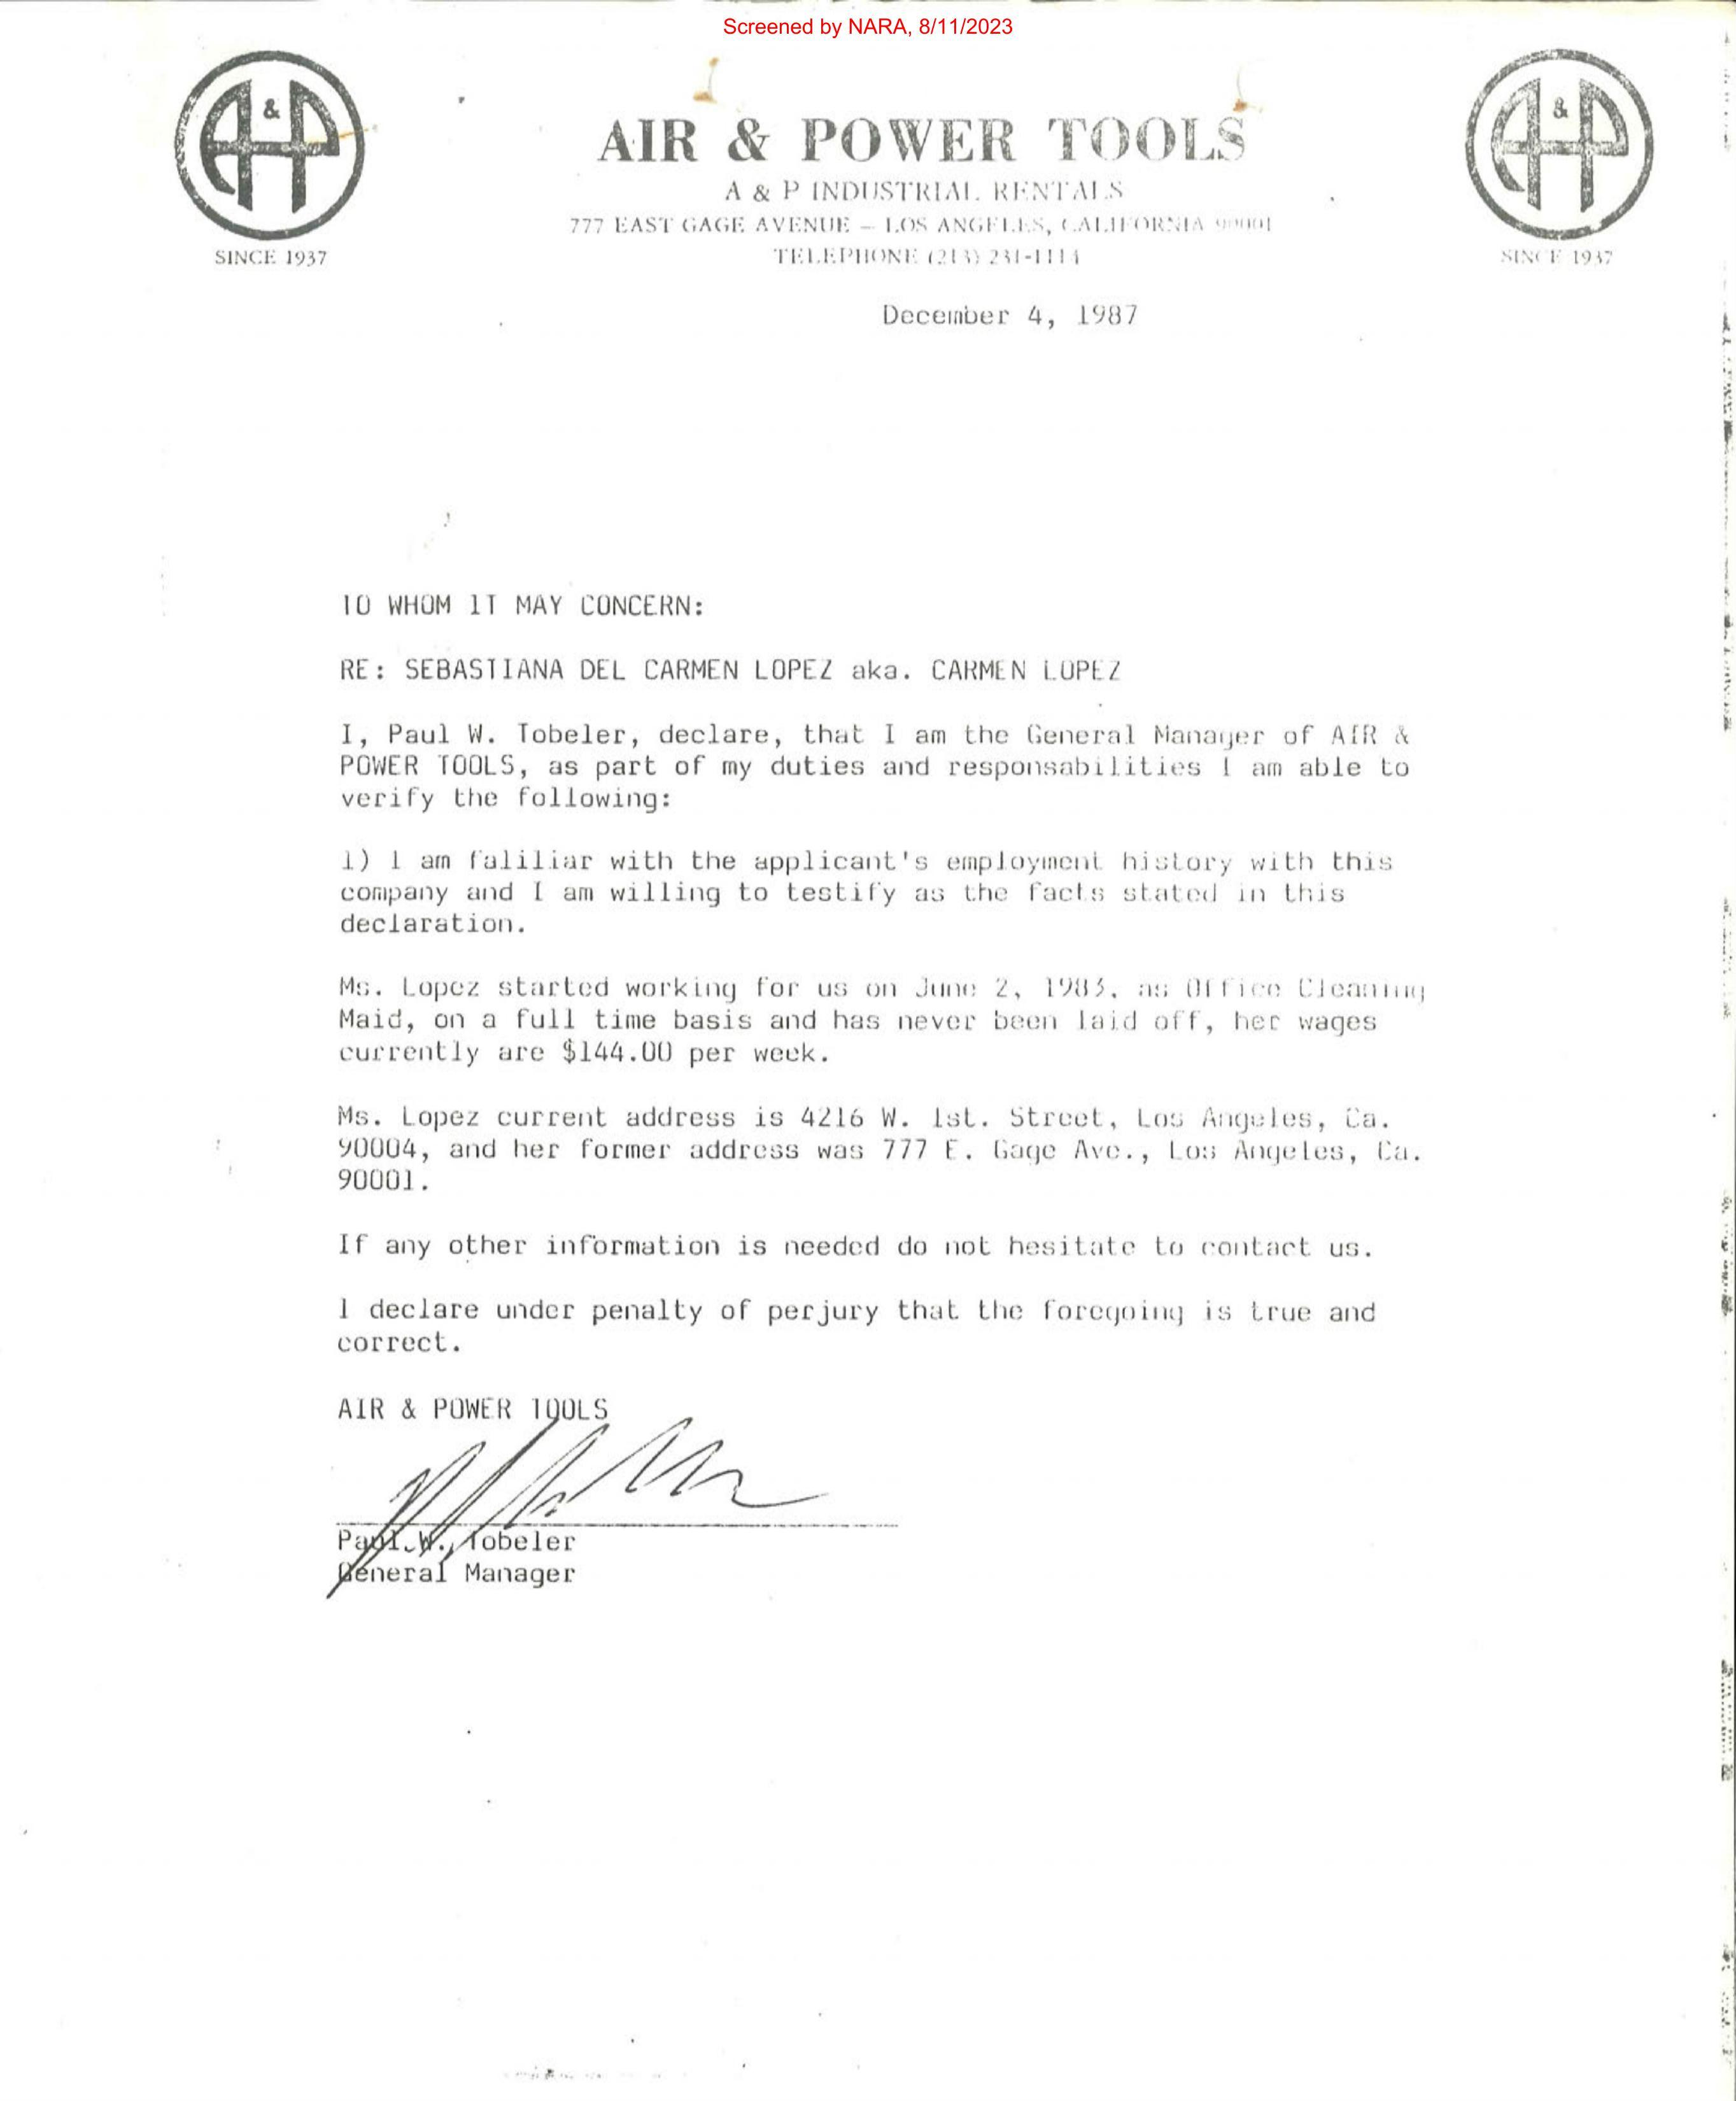 Screened by NARA, 8/11/2023
A & P
SINCE 1937
AIR & POWER TOOLS
A & P INDUSTRIAL RENTALS
777 EAST GAGE AVENUE – LOS ANGELES, CALIFORNIA 90001
TELEPHONE (213) 231-1114
A & P
SINCE 1937
December 4, 1987
TO WHOM IT MAY CONCERN:
RE: SEBASTIANA DEL CARMEN LOPEZ aka. CARMEN LOPEZ
I, Paul W. Tobeler, declare, that I am the General Manager of AIR &
POWER TOOLS, as part of my duties and responsabilities I am able to
verify the following:
1) I am faliliar with the applicant's employment history with this
company and I am willing to testify as the facts stated in this
declaration.
Ms. Lopez started working for us on June 2, 1983, as Office Cleaning
Maid, on a full time basis and has never been laid off, her wages
currently are $144.00 per week.
Ms. Lopez current address is 4216 W. 1st. Street, Los Angeles, Ca.
90004, and her former address was 777 E. Gage Ave., Los Angeles, Ca.
90001.
If any other information is needed do not hesitate to contact us.
I declare under penalty of perjury that the foregoing is true and
correct.
AIR & POWER TOOLS
Paul W. Tobeler
General Manager